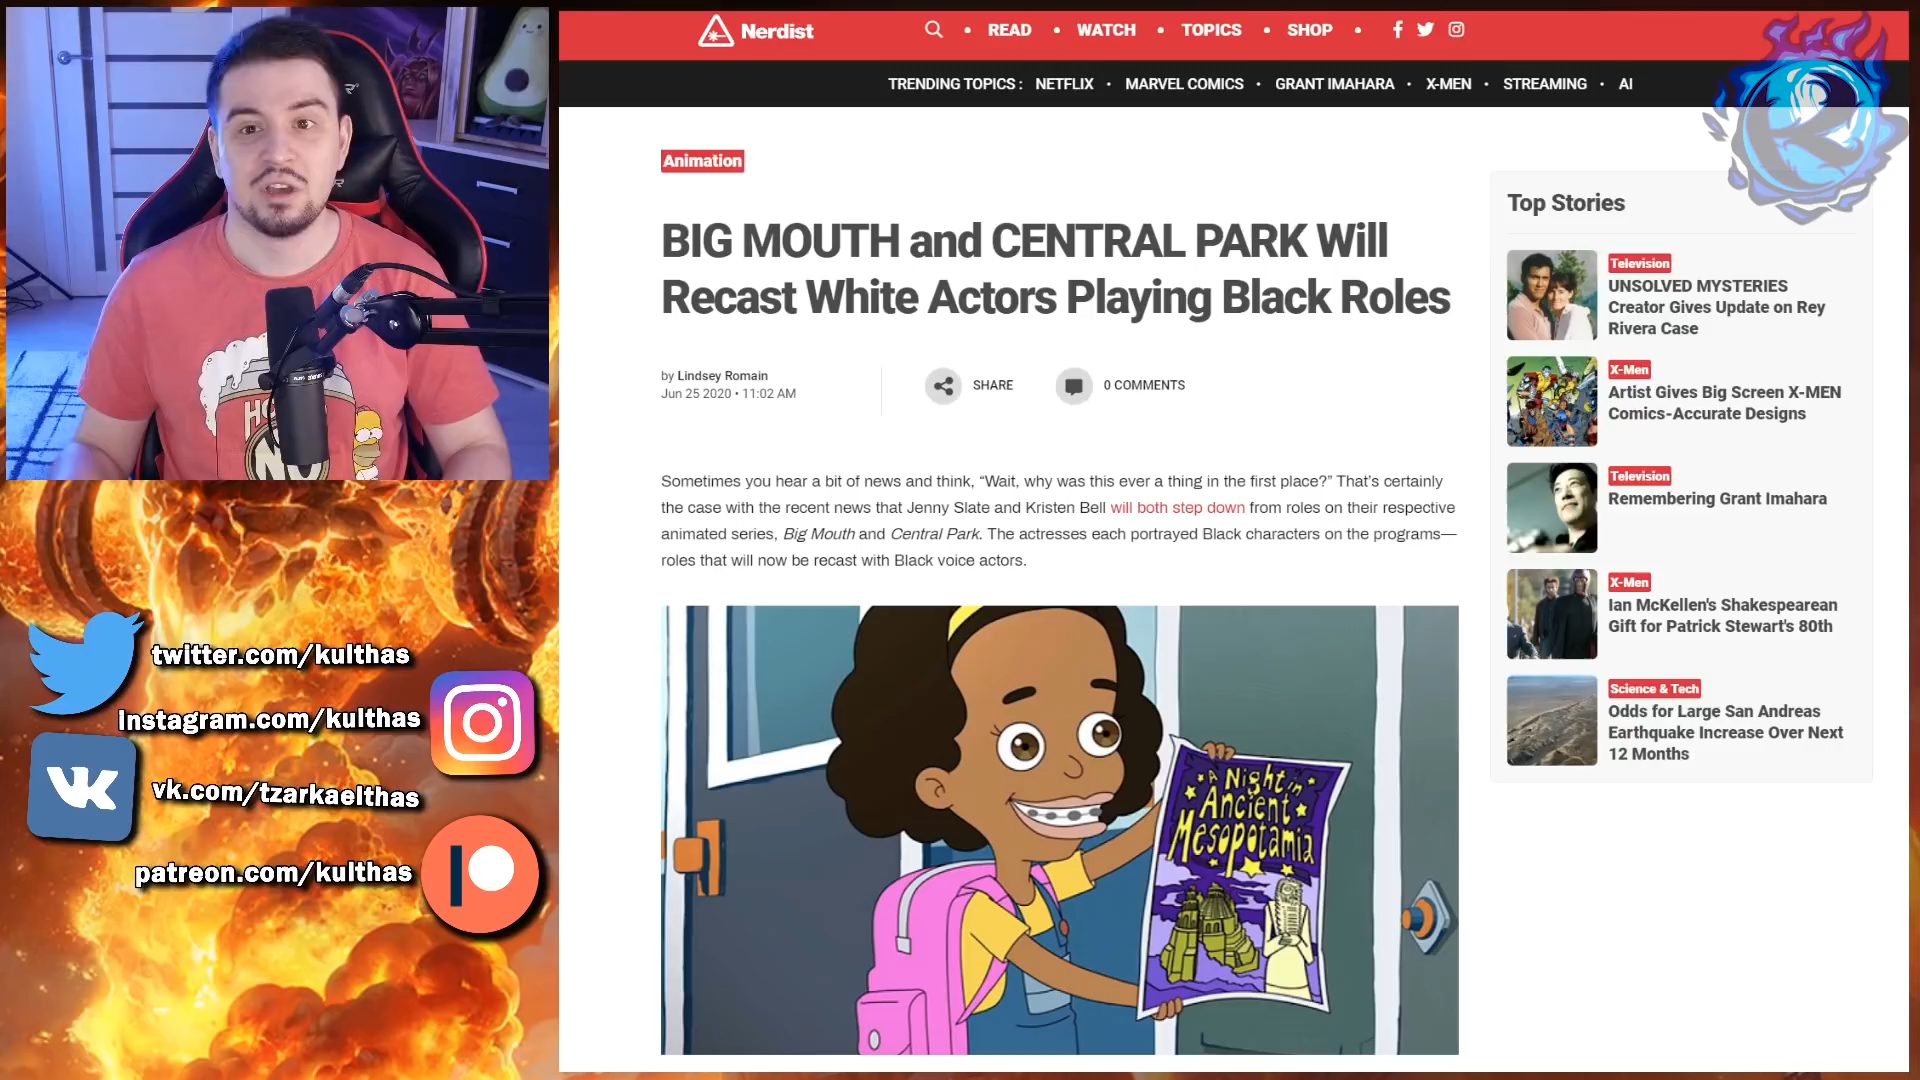 Nerdist
READ
WATCH
TOPICS
SHOP
TRENDING TOPICS :
NETFLIX
MARVEL COMICS
GRANT IMAHARA
X-MEN
STREAMING
AI
Animation
BIG MOUTH and CENTRAL PARK Will
Recast White Actors Playing Black Roles
by Lindsey Romain
Jun 25 2020 • 11:02 AM
SHARE
0 COMMENTS
Sometimes you hear a bit of news and think, “Wait, why was this ever a thing in the first place?” That’s certainly
the case with the recent news that Jenny Slate and Kristen Bell will both step down from roles on their respective
animated series, Big Mouth and Central Park. The actresses each portrayed Black characters on the programs—
roles that will now be recast with Black voice actors.
A Night in
Ancient
Mesopotamia
Top Stories
Television
UNSOLVED MYSTERIES
Creator Gives Update on Rey
Rivera Case
X-Men
Artist Gives Big Screen X-MEN
Comics-Accurate Designs
Television
Remembering Grant Imahara
X-Men
Ian McKellen's Shakespearean
Gift for Patrick Stewart's 80th
Science & Tech
Odds for Large San Andreas
Earthquake Increase Over Next
12 Months
twitter.com/kulthas
instagram.com/kulthas
vk.com/tzarkaelthas
patreon.com/kulthas
NO